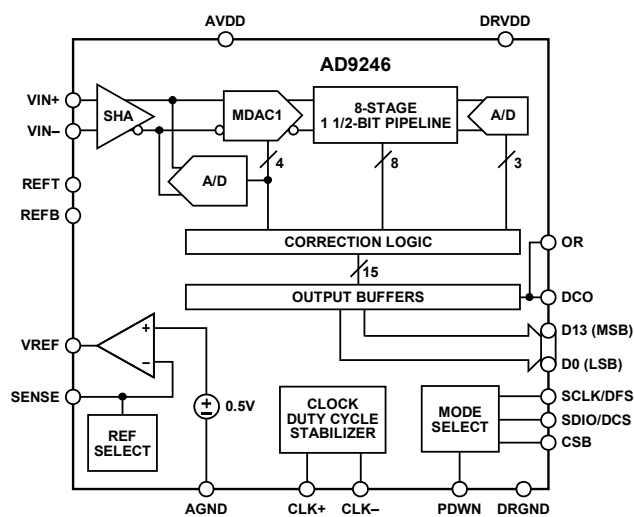 AVDD
DRVDD
AD9246
VIN+
SHA
MDAC1
8-STAGE
1 1/2-BIT PIPELINE
A/D
VIN–
A/D
4
8
3
REFT
REFB
CORRECTION LOGIC
OR
15
OUTPUT BUFFERS
DCO
D13 (MSB)
VREF
+
–
D0 (LSB)
SENSE
REF
SELECT
+
–
0.5V
CLOCK
DUTY CYCLE
STABILIZER
MODE
SELECT
SCLK/DFS
SDIO/DCS
CSB
AGND
CLK+
CLK–
PDWN
DRGND